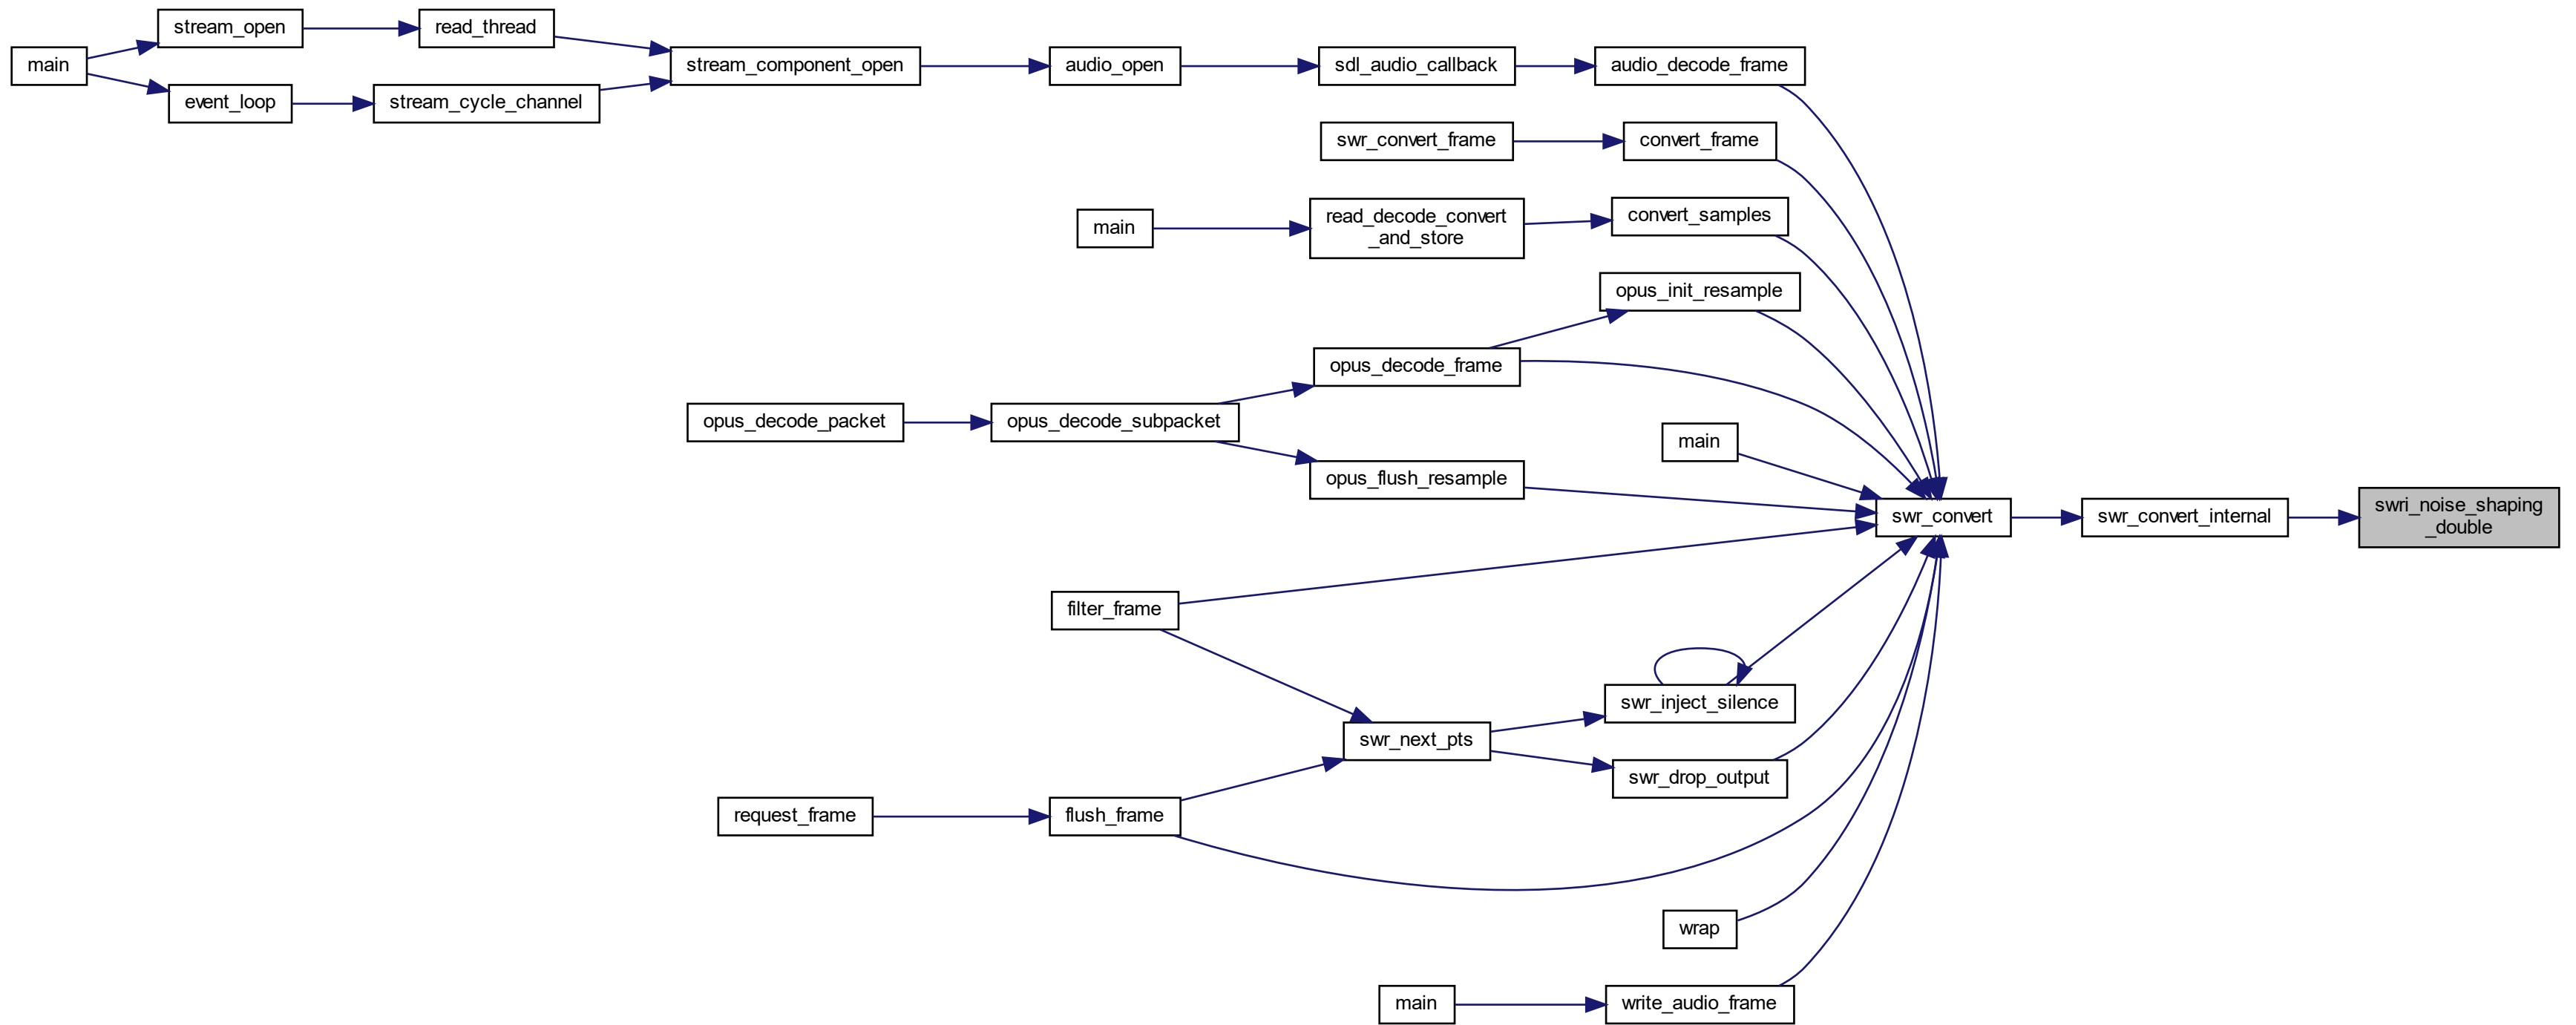 stream_open
read_thread
main
stream_component_open
audio_open
sdl_audio_callback
audio_decode_frame
event_loop
stream_cycle_channel
swr_convert_frame
convert_frame
main
read_decode_convert
_and_store
convert_samples
opus_init_resample
opus_decode_frame
opus_decode_packet
opus_decode_subpacket
main
opus_flush_resample
swr_convert
swr_convert_internal
swri_noise_shaping
_double
filter_frame
swr_inject_silence
swr_next_pts
swr_drop_output
request_frame
flush_frame
wrap
main
write_audio_frame